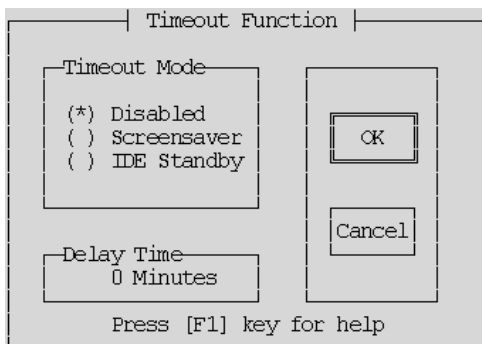 Timeout Function
Timeout Mode
(*) Disabled
( ) Screensaver
( ) IDE Standby
OK
Cancel
Delay Time
0 Minutes
Press [F1] key for help